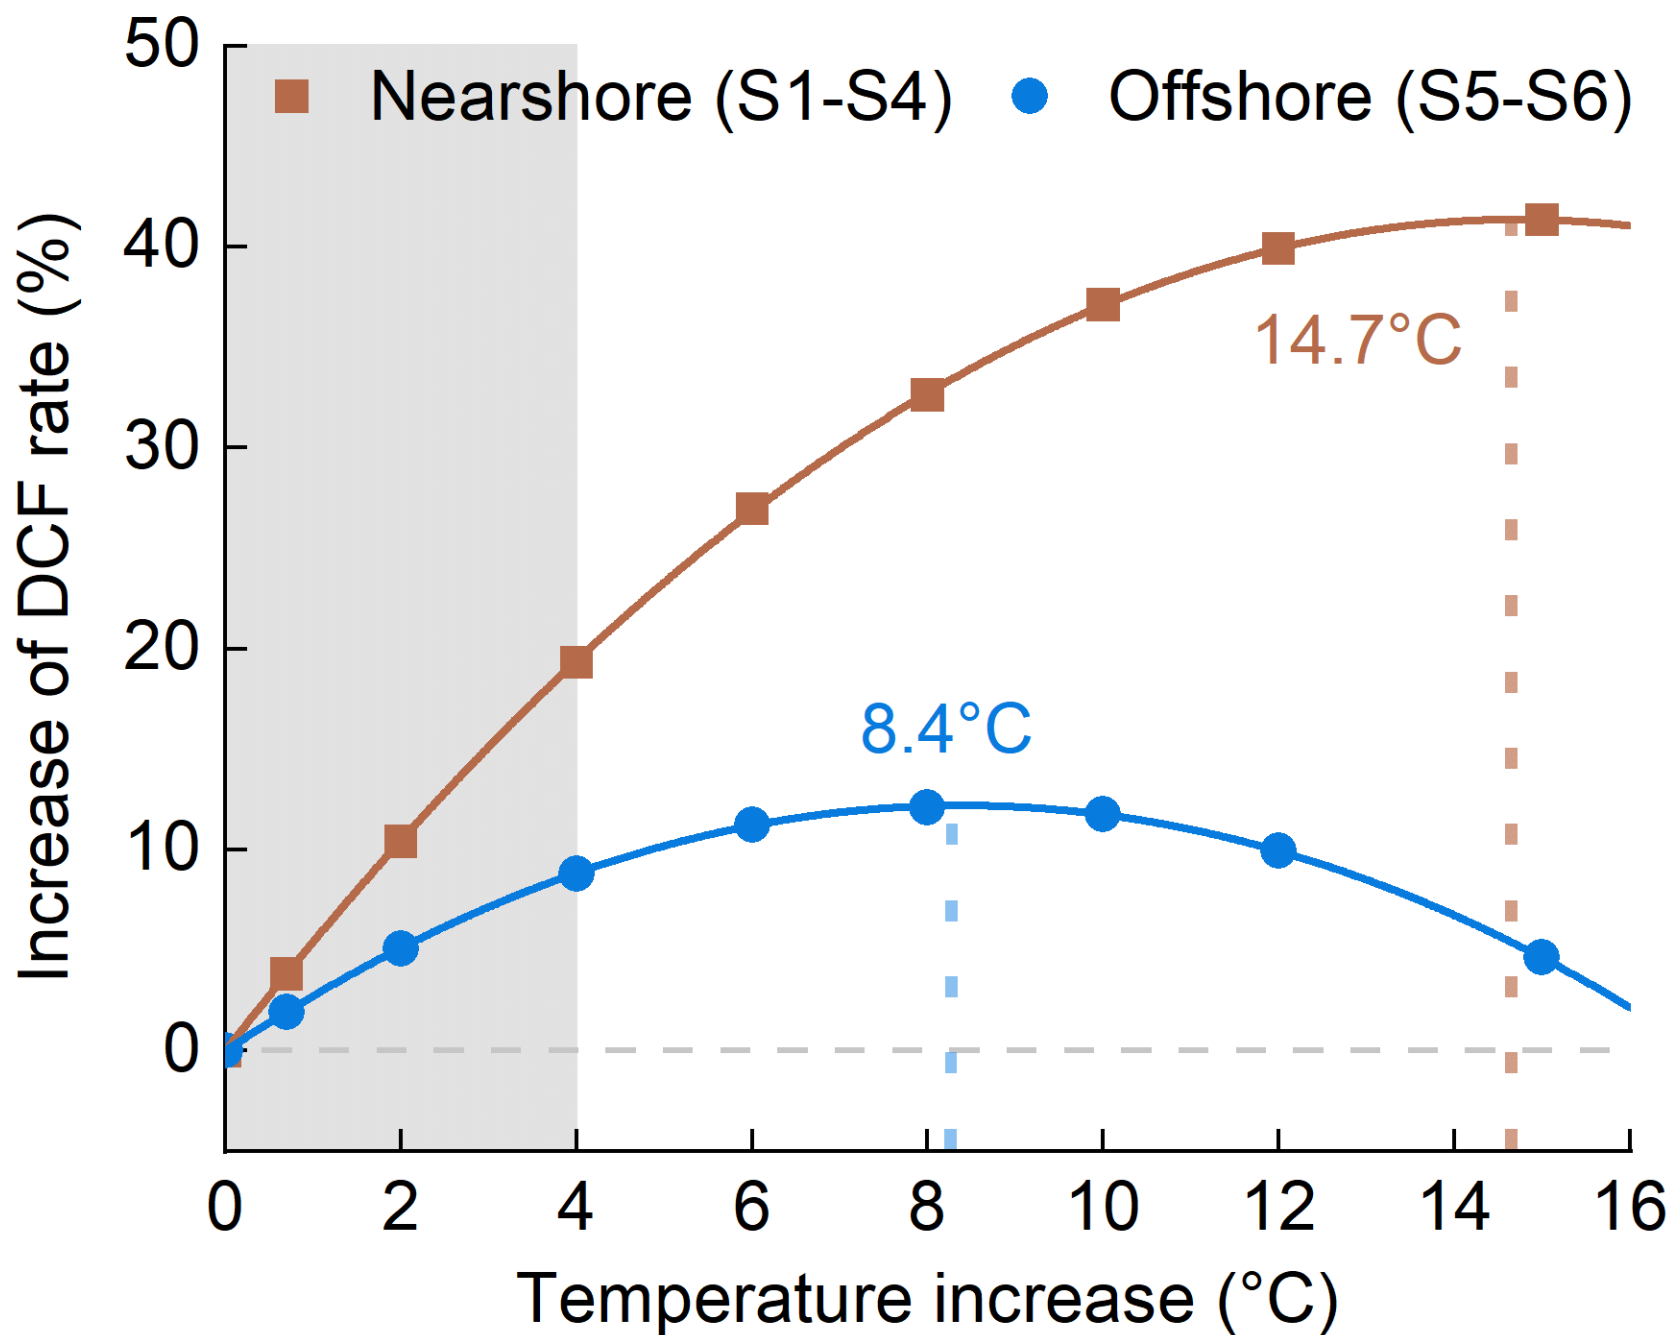 Increase of DCF rate (%)
50
40
30
20
10
0
Nearshore (S1-S4)
Offshore (S5-S6)
14.7°C
8.4°C
0 2 4 6 8 10 12 14 16
Temperature increase (°C)